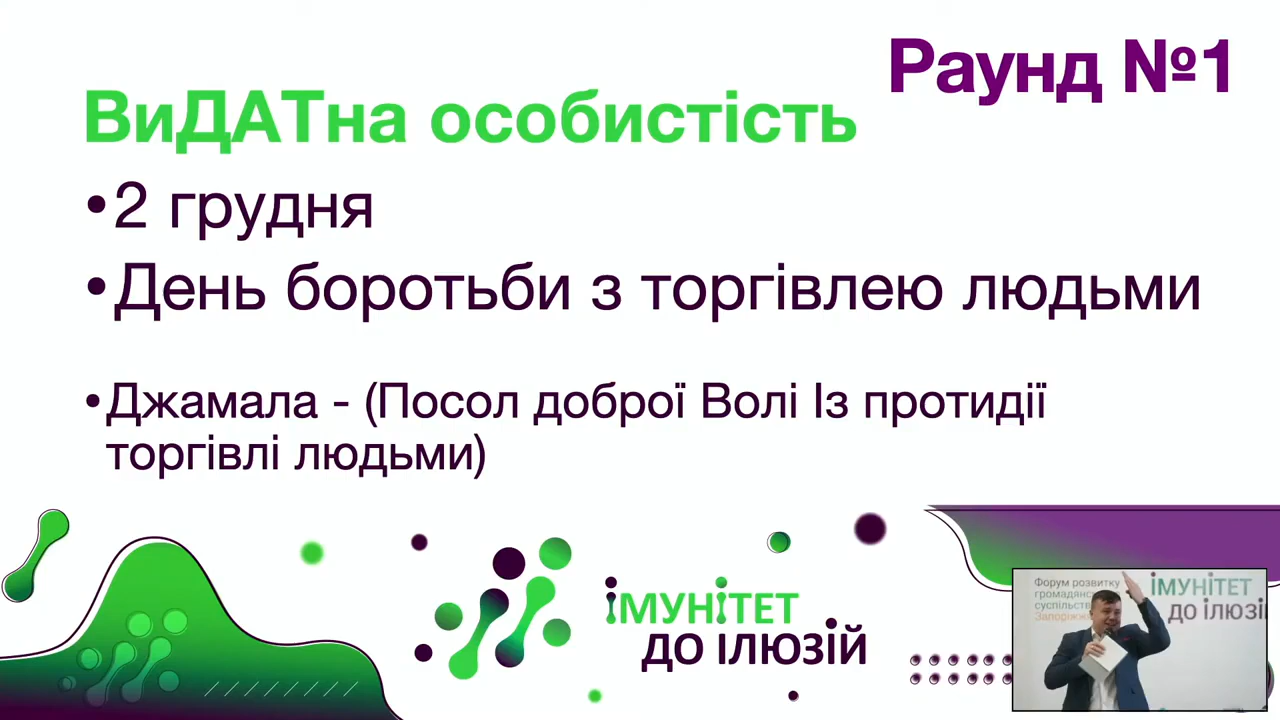 Раунд №1
ВиДАТна особистість
•2 грудня
•День боротьби з торгівлею людьми
•Джамала - (Посол доброї Волі Із протидії
торгівлі людьми)
імунітет
до ілюзій
Форум розвитку
громадянс
суспільств
Запоріжжя
імунітет
до ілюзі